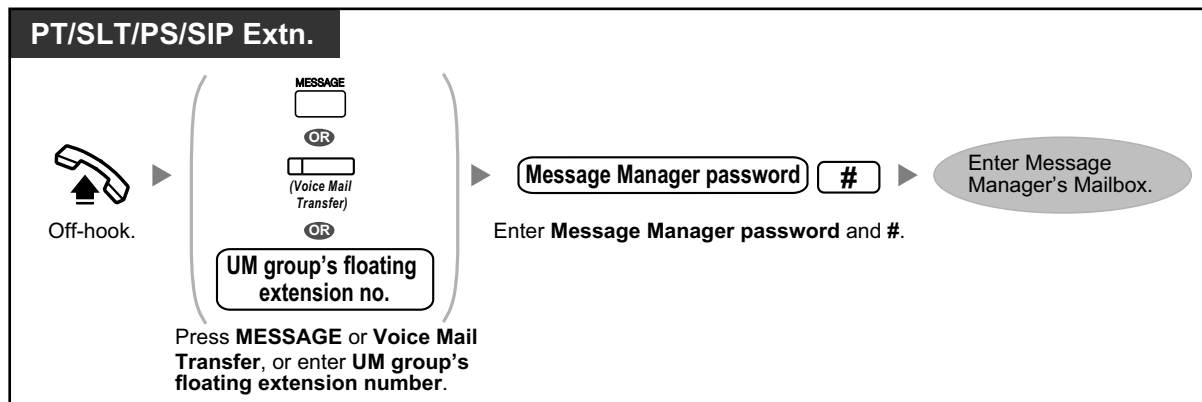 PT/SLT/PS/SIP Extn.
MESSAGE
OR
(Voice Mail
Transfer)
OR
UM group's floating
extension no.
Off-hook.
Press MESSAGE or Voice Mail
Transfer, or enter UM group's
floating extension number.
Message Manager password #
Enter Message Manager password and #.
Enter Message
Manager's Mailbox.